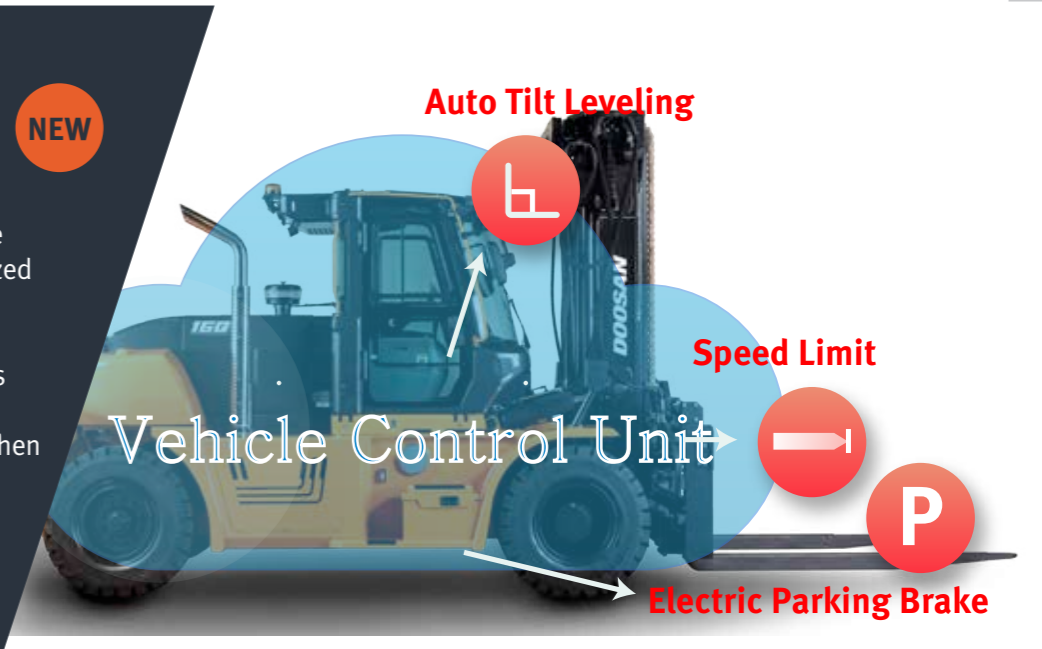 NEW
Auto Tilt Leveling
DOOSAN
160
Speed Limit
Vehicle Control Unit
P
Electric Parking Brake